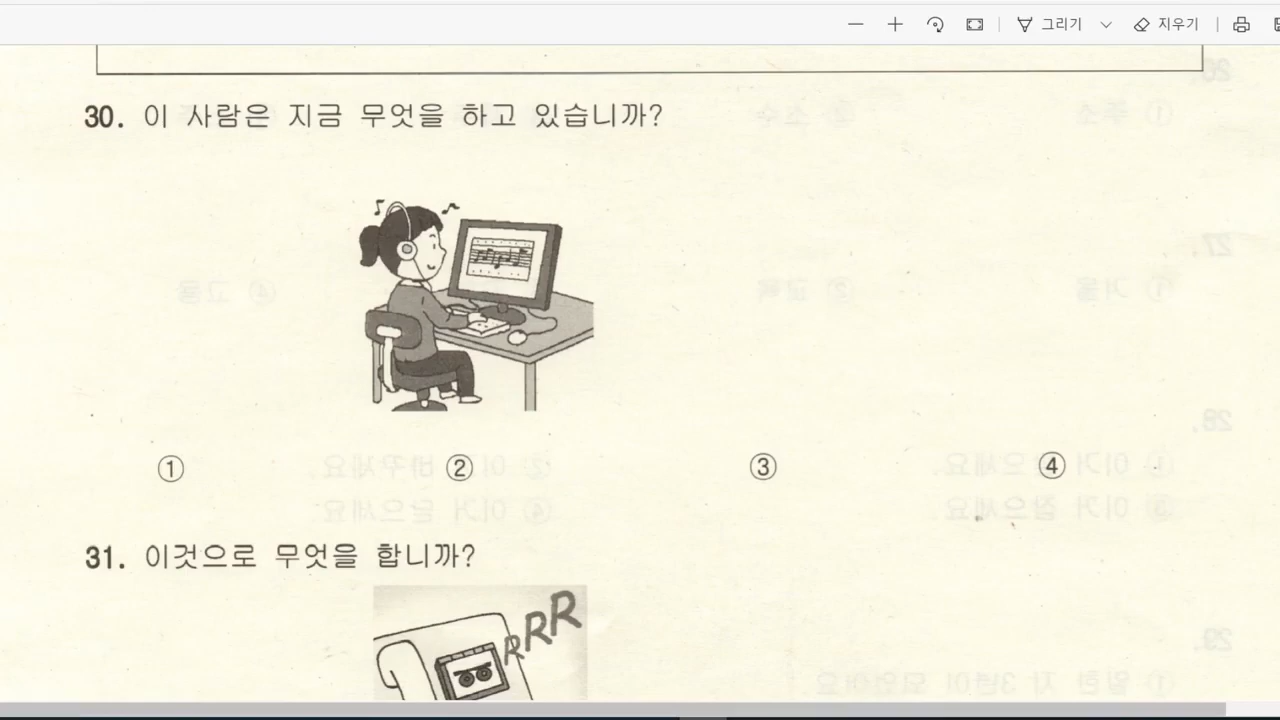 그리기 지우기
30. 이 사람은 지금 무엇을 하고 있습니까?
① ② ③ ④
31. 이것으로 무엇을 합니까?
RRR